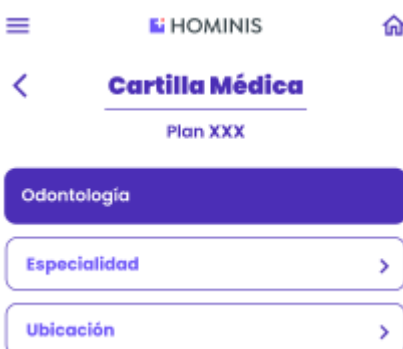 HOMINIS
Cartilla Médica
Plan XXX
Odontología
Especialidad
Ubicación